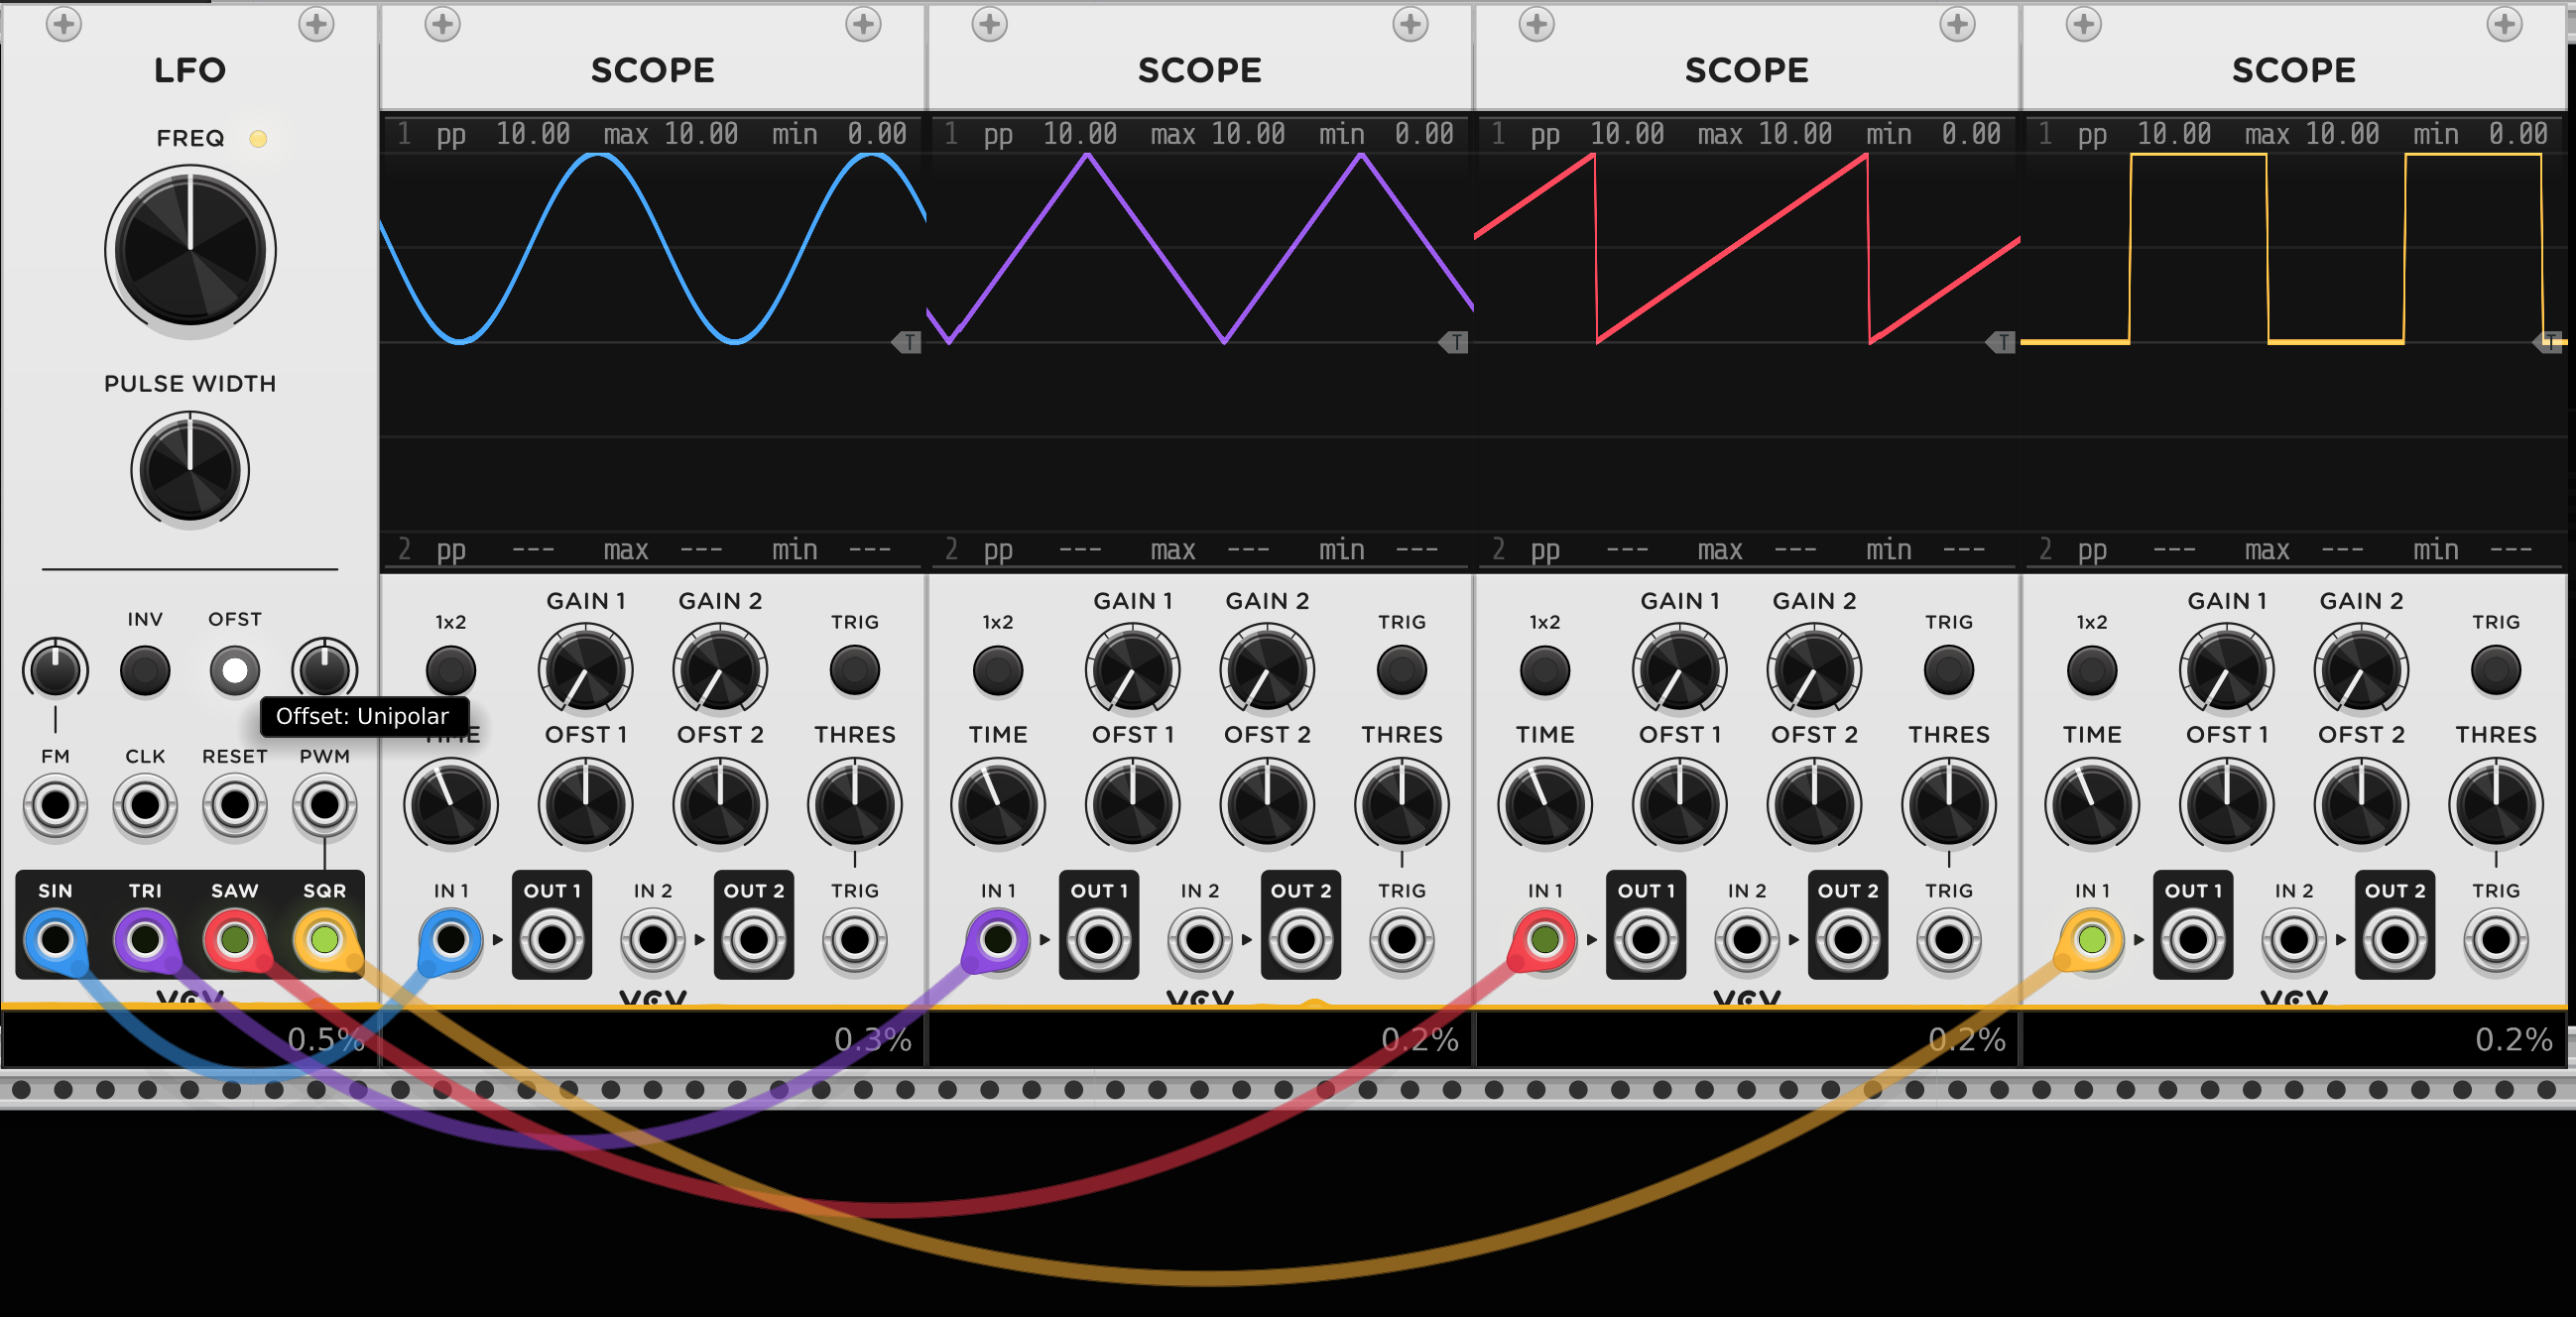 LFO SCOPE SCOPE SCOPE SCOPE
FREQ
1 pp 10.00 max 10.00 min 0.00 1 pp 10.00 max 10.00 min 0.00 1 pp 10.00 max 10.00 min 0.00 1 pp 10.00 max 10.00 min 0.00
T T T T
PULSE WIDTH
2 pp --- max --- min --- 2 pp --- max --- min --- 2 pp --- max --- min --- 2 pp --- max --- min ---
INV OFST 1x2 GAIN 1 GAIN 2 TRIG 1x2 GAIN 1 GAIN 2 TRIG 1x2 GAIN 1 GAIN 2 TRIG 1x2 GAIN 1 GAIN 2 TRIG
Offset: Unipolar
OFST 1 OFST 2 THRES TIME OFST 1 OFST 2 THRES TIME OFST 1 OFST 2 THRES TIME OFST 1 OFST 2 THRES
FM CLK RESET PWM
SIN TRI SAW SQR IN 1 OUT 1 IN 2 OUT 2 TRIG IN 1 OUT 1 IN 2 OUT 2 TRIG IN 1 OUT 1 IN 2 OUT 2 TRIG IN 1 OUT 1 IN 2 OUT 2 TRIG
VCV VCV VCV VCV VCV
0.5% 0.3% 0.2% 0.2% 0.2%